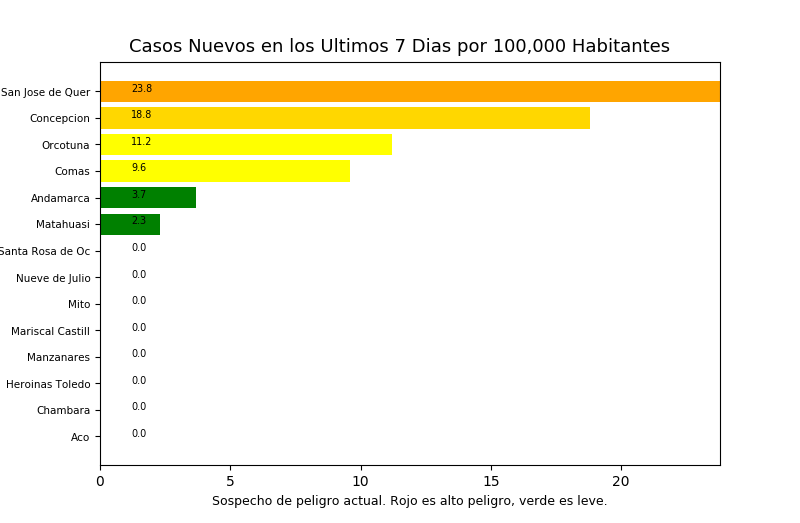 Casos Nuevos en los Ultimos 7 Dias por 100,000 Habitantes
San Jose de Quer 23.8
Concepcion 18.8
Orcotuna 11.2
Comas 9.6
Andamarca 3.7
Matahuasi 2.3
Santa Rosa de Oc 0.0
Nueve de Julio 0.0
Mito 0.0
Mariscal Castill 0.0
Manzanares 0.0
Heroinas Toledo 0.0
Chambara 0.0
Aco 0.0
0 5 10 15 20
Sospecho de peligro actual. Rojo es alto peligro, verde es leve.